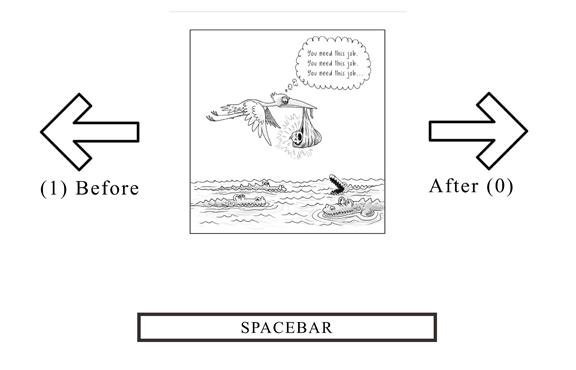 You need this job.
You need this job.
You need this job...
(1) Before
After (0)
SPACEBAR